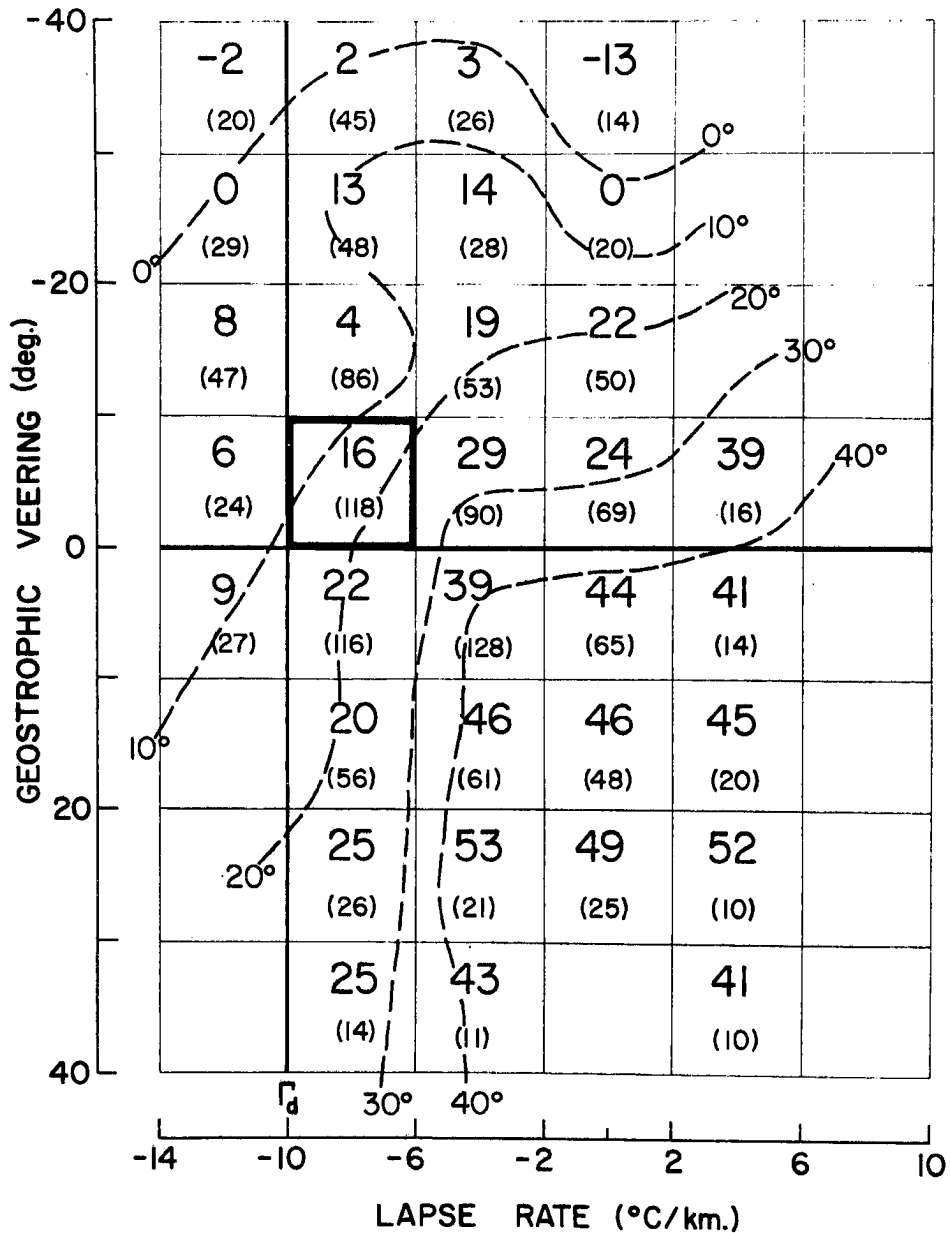 -40
-2 2 3 -13
(20) (45) (26) (14) 0°
0 13 14 0
(29) (48) (28) (20) 10°
0°
-20 20°
8 4 19 22
(47) (86) (53) (50) 30°
6 16 29 24 39 40°
(24) (118) (90) (69) (16)
0
9 22 39 44 41
(27) (116) (128) (65) (14)
20 46 46 45
10° (56) (61) (48) (20)
20
25 53 49 52
20° (26) (21) (25) (10)
25 43 41
(14) (11) (10)
40
Γd 30° 40°
-14 -10 -6 -2 2 6 10
LAPSE RATE (°C/km.)
GEOSTROPHIC VEERING (deg.)